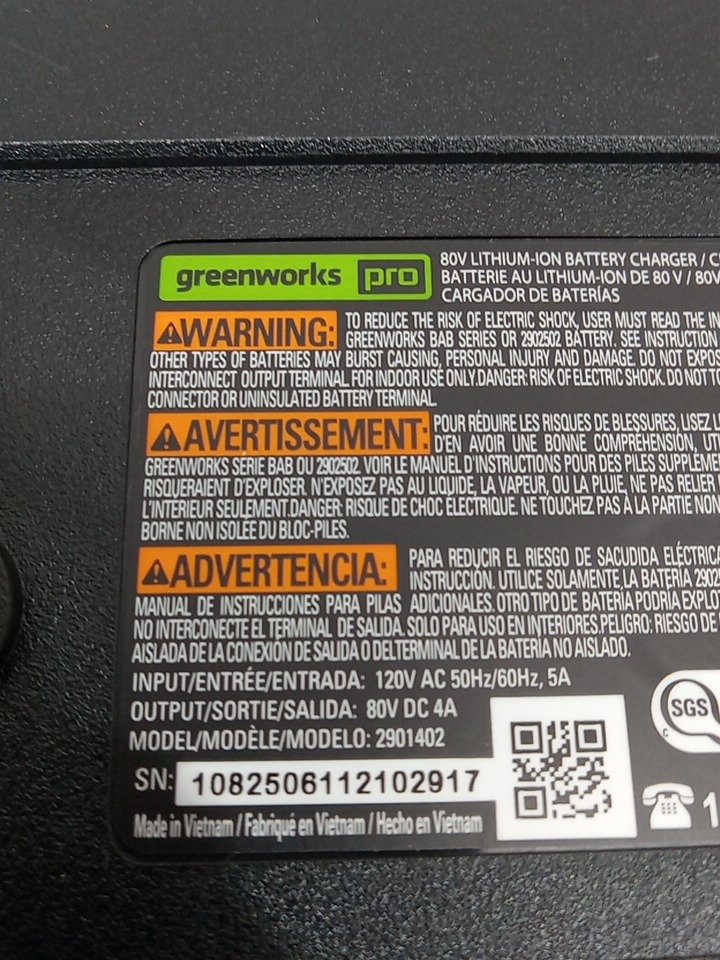 greenworks pro
80V LITHIUM-ION BATTERY CHARGER /
BATTERIE AU LITHIUM-ION DE 80 V / 80V
CARGADOR DE BATERÍAS
WARNING: TO REDUCE THE RISK OF ELECTRIC SHOCK, USER MUST READ THE
GREENWORKS BAB SERIES OR 2902502 BATTERY. SEE INSTRUCTION
OTHER TYPES OF BATTERIES MAY BURST CAUSING, PERSONAL INJURY AND DAMAGE. DO NOT
INTERCONNECT OUTPUT TERMINAL. FOR INDOOR USE ONLY.DANGER: RISK OF ELECTRIC SHOCK. DO NOT
CONNECTOR OR UNINSULATED BATTERY TERMINAL.
AVERTISSEMENT: POUR RÉDUIRE LES RISQUES DE BLESSURES, LISEZ
D'EN AVOIR UNE BONNE COMPRÉHENSION,
GREENWORKS SERIE BAB OU 2902502. VOIR LE MANUEL D'INSTRUCTIONS POUR DES PILES
RISQUERAIENT D'EXPLOSER. N'EXPOSEZ PAS AU LIQUIDE, LA VAPEUR, OU LA PLUIE, NE PAS RELIER
L'INTERIEUR SEULEMENT.DANGER: RISQUE DE CHOC ELECTRIQUE. NE TOUCHEZ PAS À LA PARTIE
BORNE NON ISOLÉE DU BLOC-PILES.
ADVERTENCIA: PARA REDUCIR EL RIESGO DE SACUDIDA
INSTRUCCIÓN. UTILICE SOLAMENTE,LA BATERÍA
MANUAL DE INSTRUCCIONES PARA PILAS ADICIONALES. OTRO TIPO DE BATERIA PODRIA
NO INTERCONECTE EL TERMINAL DE SALIDA. SOLO PARA USO EN INTERIORES.PELIGRO: RIESGO DE
AISLADA DE LA CONEXIÓN DE SALIDA O DELTERMINAL DE LA BATERÍA NO AISLADO.
INPUT/ENTRÉE/ENTRADA: 120V AC 50Hz/60Hz, 5A
OUTPUT/SORTIE/SALIDA: 80V DC 4A
MODEL/MODÈLE/MODELO: 2901402
SN: 1082506112102917
Made in Vietnam / Fabriqué en Vietnam / Hecho en Vietnam
SGS
C
1